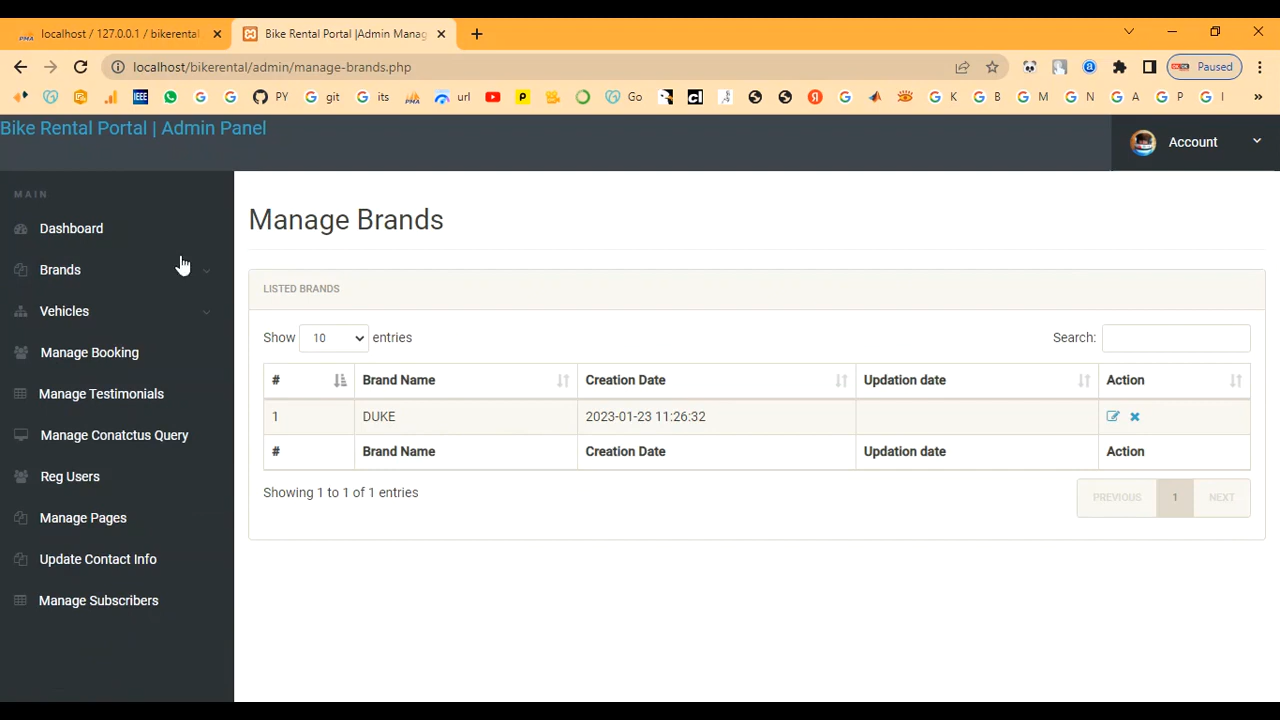 localhost / 127.0.0.1 / bikerental
Bike Rental Portal |Admin Manag
localhost/bikerental/admin/manage-brands.php
Paused
IEEE PY git its url Go K B M N A P I »
Bike Rental Portal | Admin Panel
Account
MAIN
Dashboard
Brands
Vehicles
Manage Booking
Manage Testimonials
Manage Conatctus Query
Reg Users
Manage Pages
Update Contact Info
Manage Subscribers
Manage Brands
LISTED BRANDS
Show 10 entries
Search:
# Brand Name Creation Date Updation date Action
1 DUKE 2023-01-23 11:26:32
# Brand Name Creation Date Updation date Action
Showing 1 to 1 of 1 entries
PREVIOUS 1 NEXT